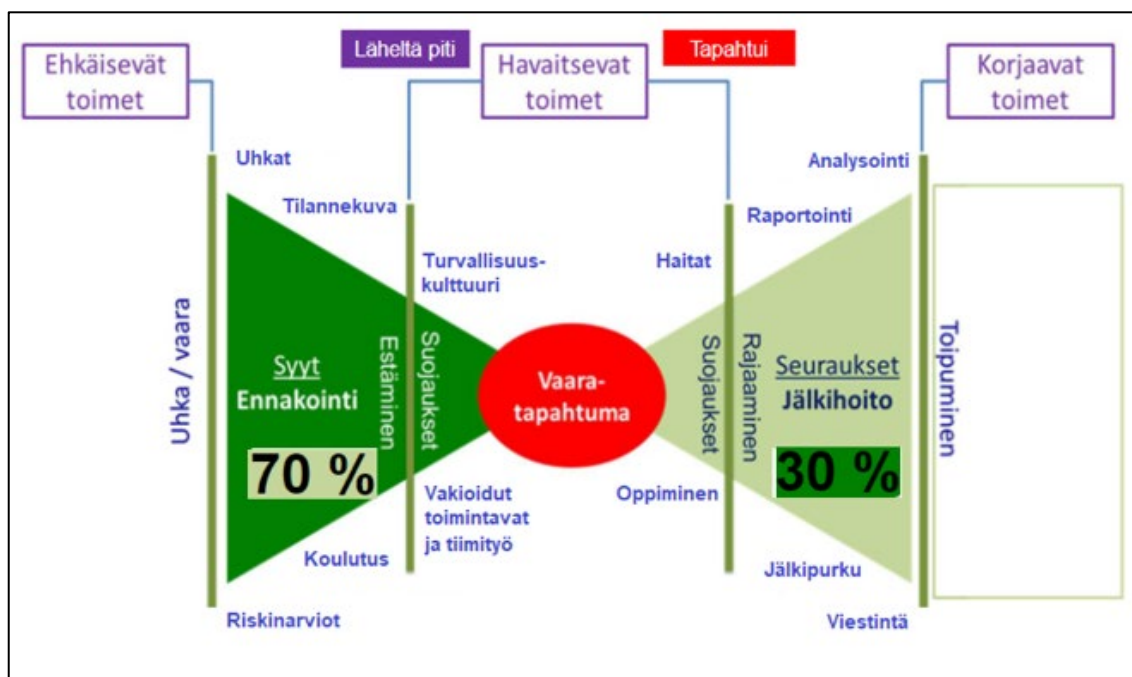 Läheltä piti
Tapahtui
Ehkäisevät
toimet
Havaitsevat
toimet
Korjaavat
toimet
Uhkat
Analysointi
Tilannekuva
Raportointi
Turvallisuus-
kulttuuri
Haitat
Uhka / vaara
Syyt
Ennakointi
70 %
Estäminen
Suojaukset
Vaara-
tapahtuma
Suojaukset
Rajaaminen
Seuraukset
Jälkihoito
30 %
Toipuminen
Vakioidut
toimintavat
ja tiimityö
Oppiminen
Koulutus
Jälkipurku
Riskinarviot
Viestintä